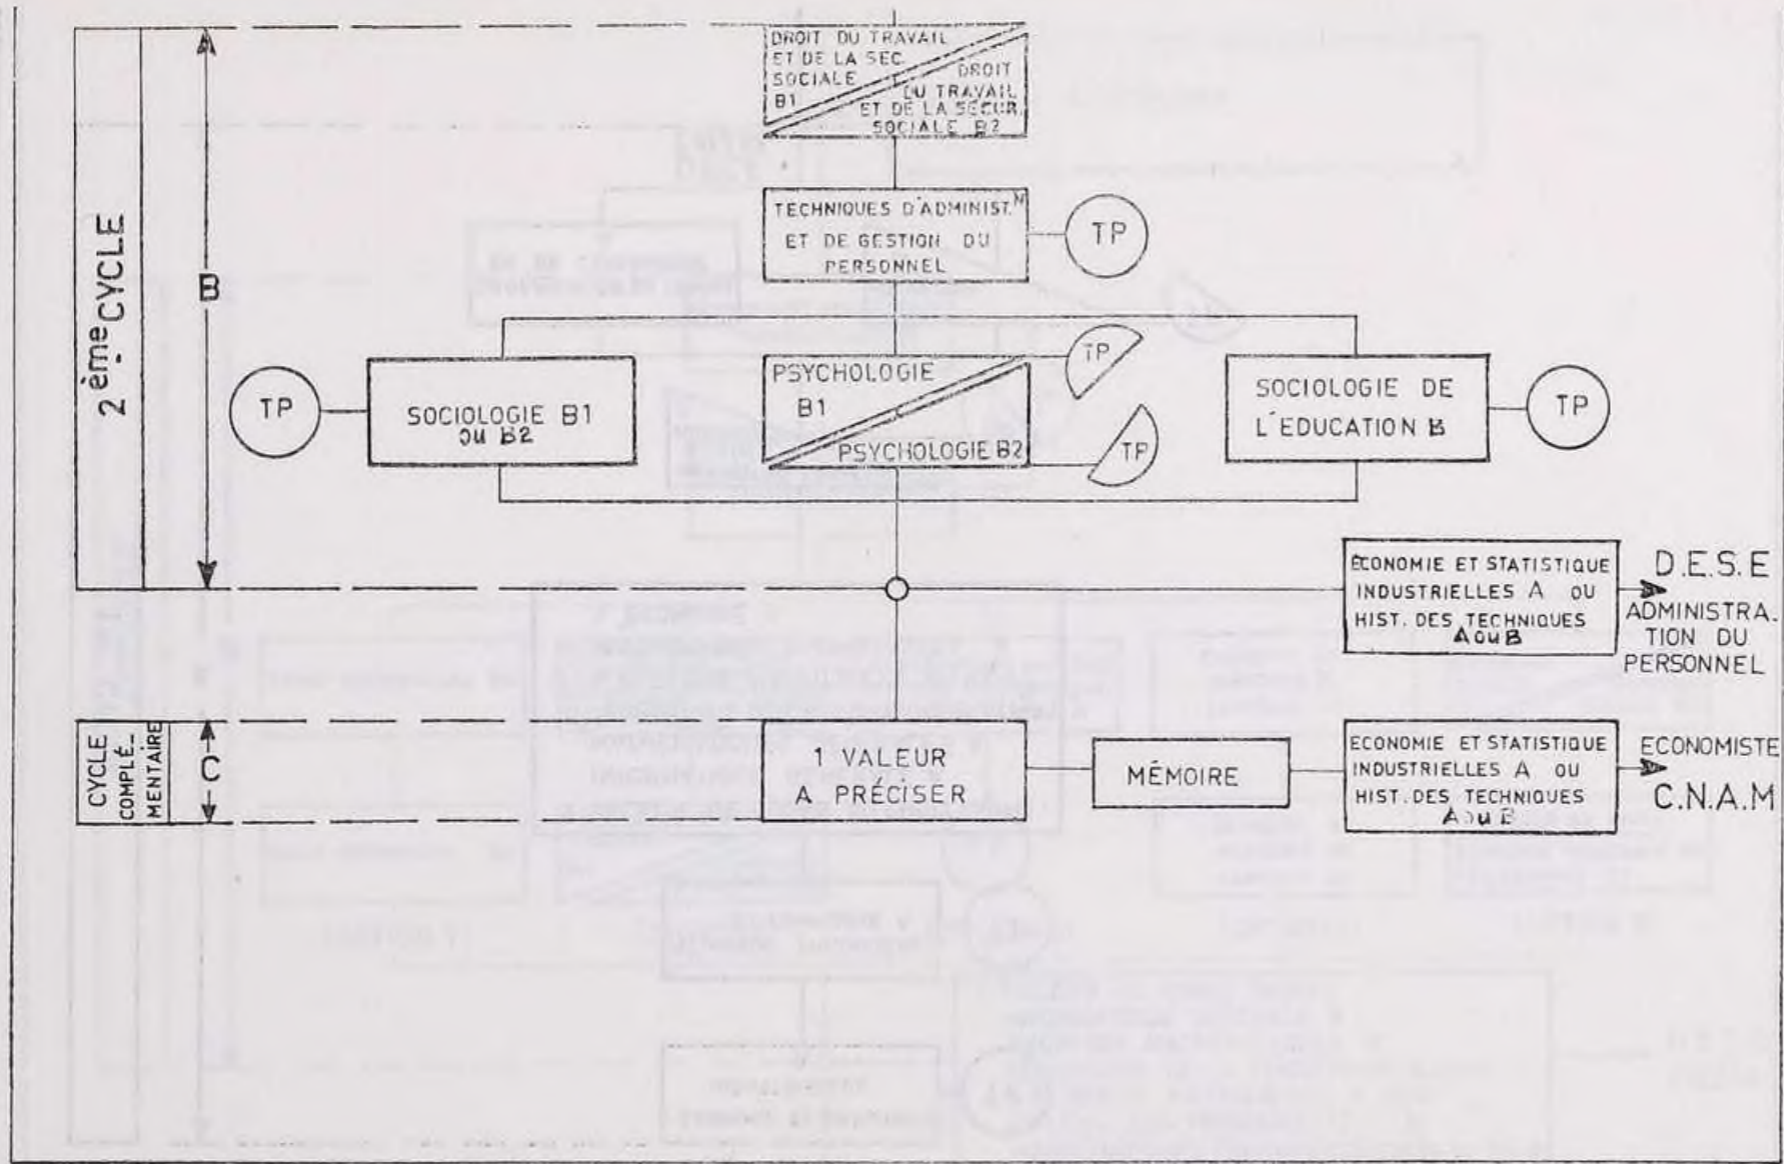 2ème CYCLE
B
DROIT DU TRAVAIL
ET DE LA SEC.
SOCIALE
B1
DROIT
DU TRAVAIL
ET DE LA SÉCUR.
SOCIALE B2
TECHNIQUES D'ADMINIST.N
ET DE GESTION DU
PERSONNEL
TP
TP
SOCIOLOGIE B1
ou B2
PSYCHOLOGIE
B1
PSYCHOLOGIE B2
TP
TP
SOCIOLOGIE DE
L'EDUCATION B
TP
ÉCONOMIE ET STATISTIQUE
INDUSTRIELLES A OU
HIST. DES TECHNIQUES
A ou B
D.E.S.E
ADMINISTRA.
TION DU
PERSONNEL
CYCLE
COMPLÉ_
MENTAIRE
C
1 VALEUR
A PRÉCISER
MÉMOIRE
ECONOMIE ET STATISTIQUE
INDUSTRIELLES A OU
HIST. DES TECHNIQUES
A ou B
ECONOMISTE
C.N.A.M